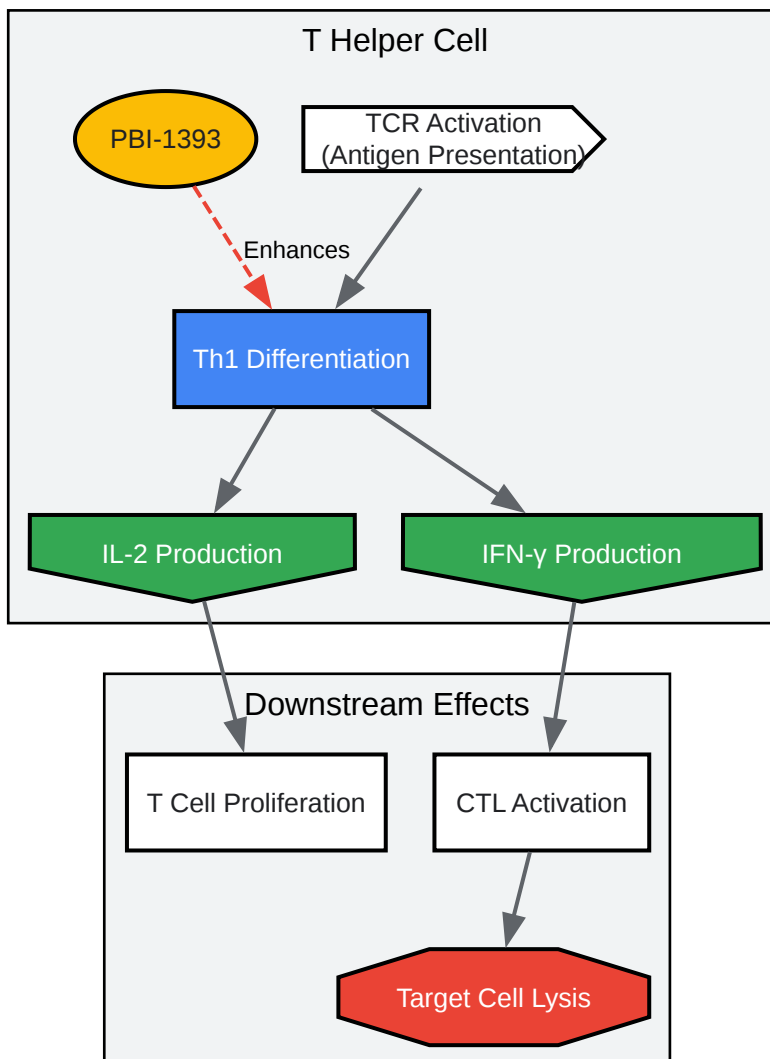 T Helper Cell
PBI-1393
TCR Activation
(Antigen Presentation)
Enhances
Th1 Differentiation
IL-2 Production
IFN-γ Production
Downstream Effects
T Cell Proliferation
CTL Activation
Target Cell Lysis